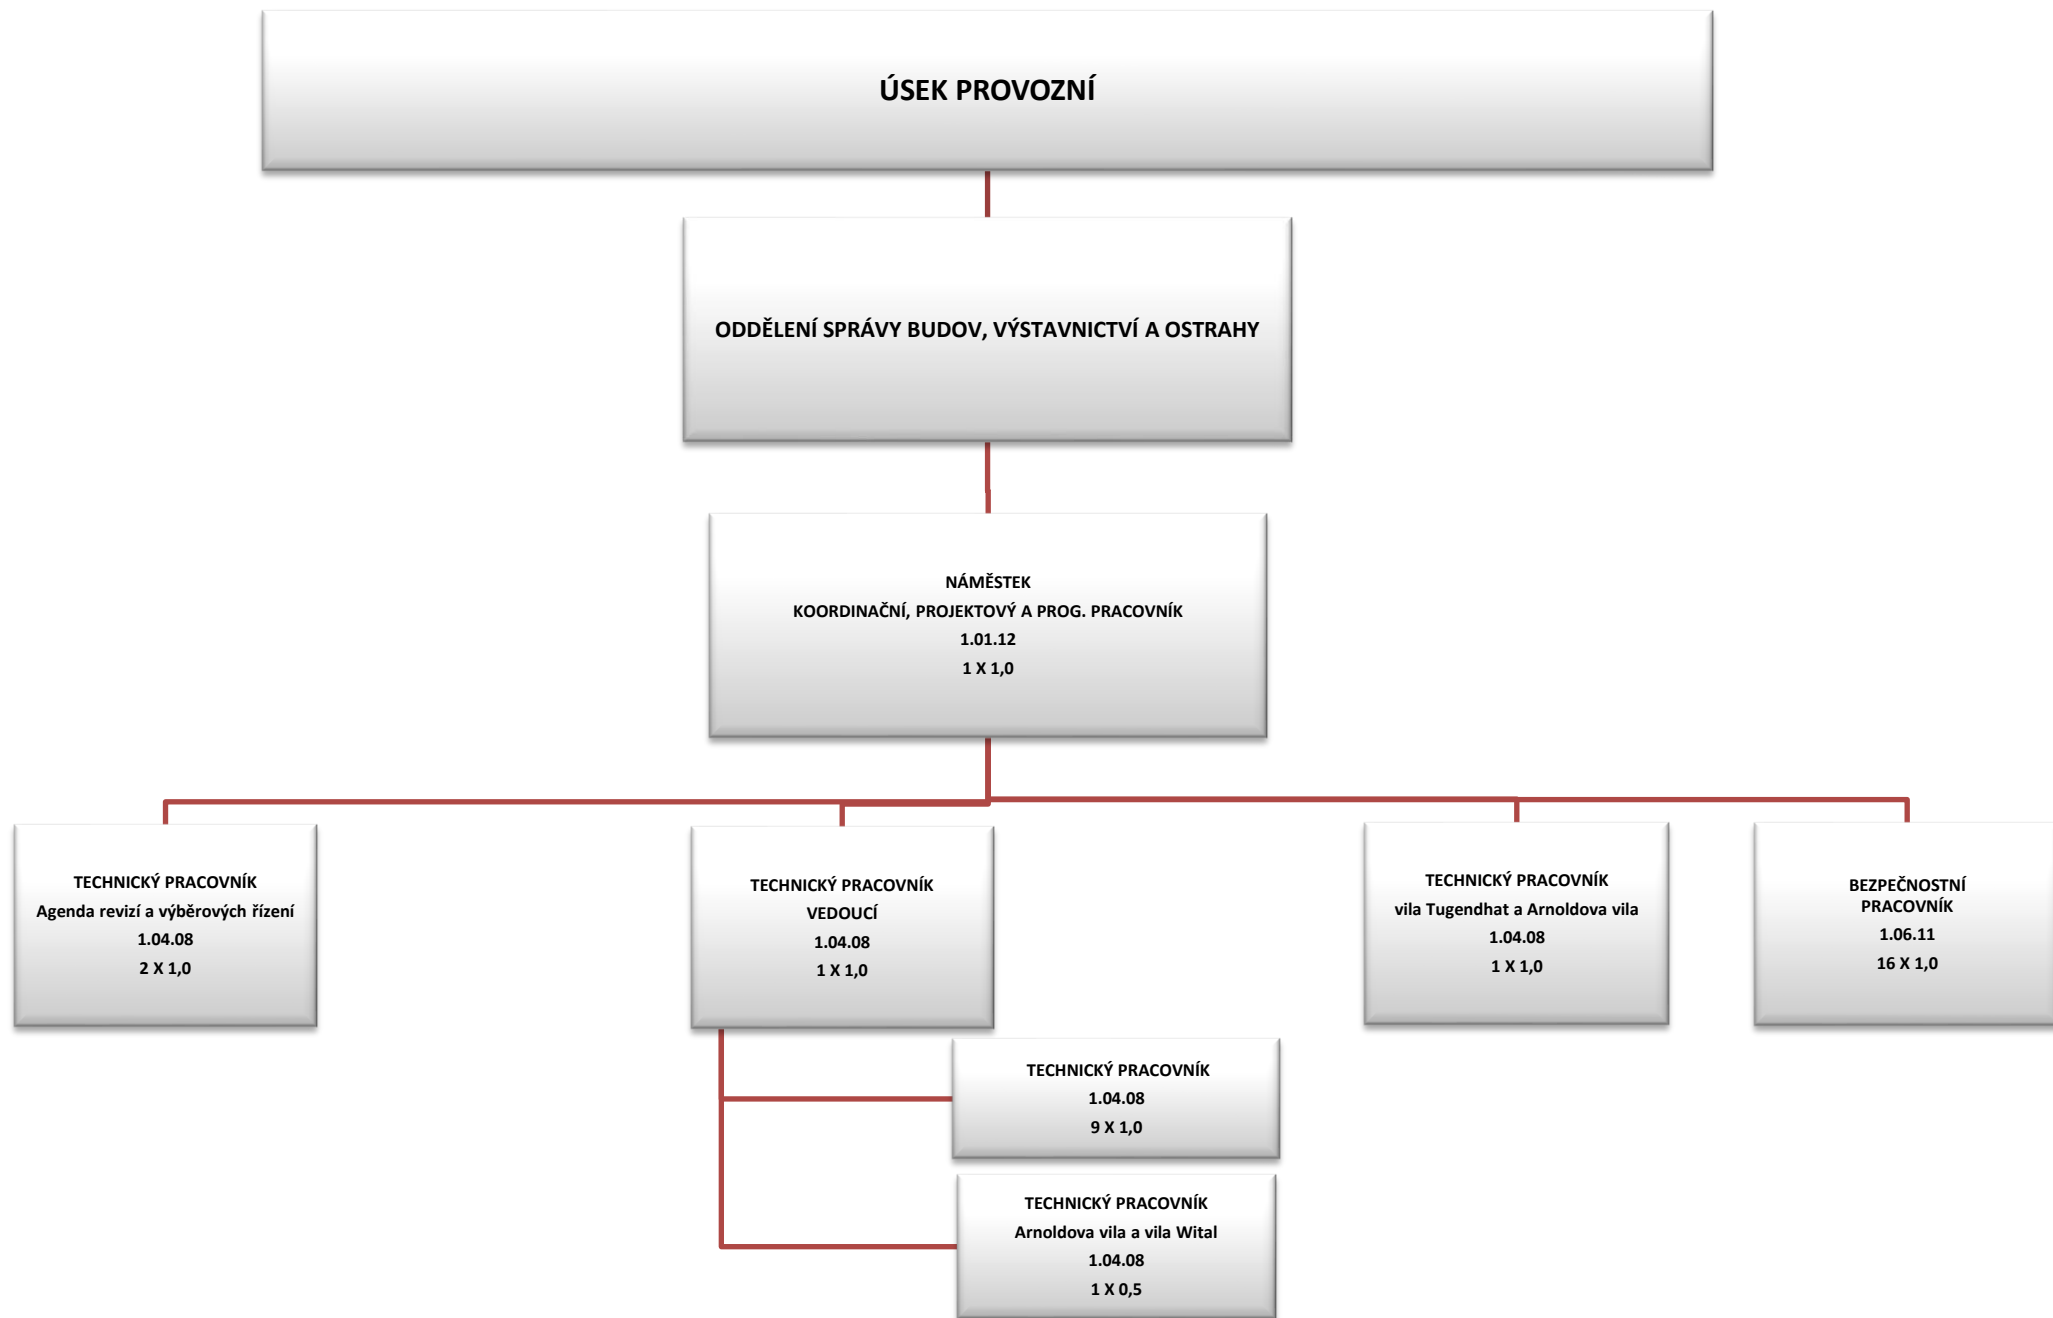 ÚSEK PROVOZNÍ
ODDĚLENÍ SPRÁVY BUDOV, VÝSTAVNICTVÍ A OSTRAHY
NÁMĚSTEK
KOORDINAČNÍ, PROJEKTOVÝ A PROG. PRACOVNÍK
1.01.12
1 X 1,0
TECHNICKÝ PRACOVNÍK
Agenda revizí a výběrových řízení
1.04.08
2 X 1,0
TECHNICKÝ PRACOVNÍK
VEDOUCÍ
1.04.08
1 X 1,0
TECHNICKÝ PRACOVNÍK
vila Tugendhat a Arnoldova vila
1.04.08
1 X 1,0
BEZPEČNOSTNÍ
PRACOVNÍK
1.06.11
16 X 1,0
TECHNICKÝ PRACOVNÍK
1.04.08
9 X 1,0
TECHNICKÝ PRACOVNÍK
Arnoldova vila a vila Wital
1.04.08
1 X 0,5